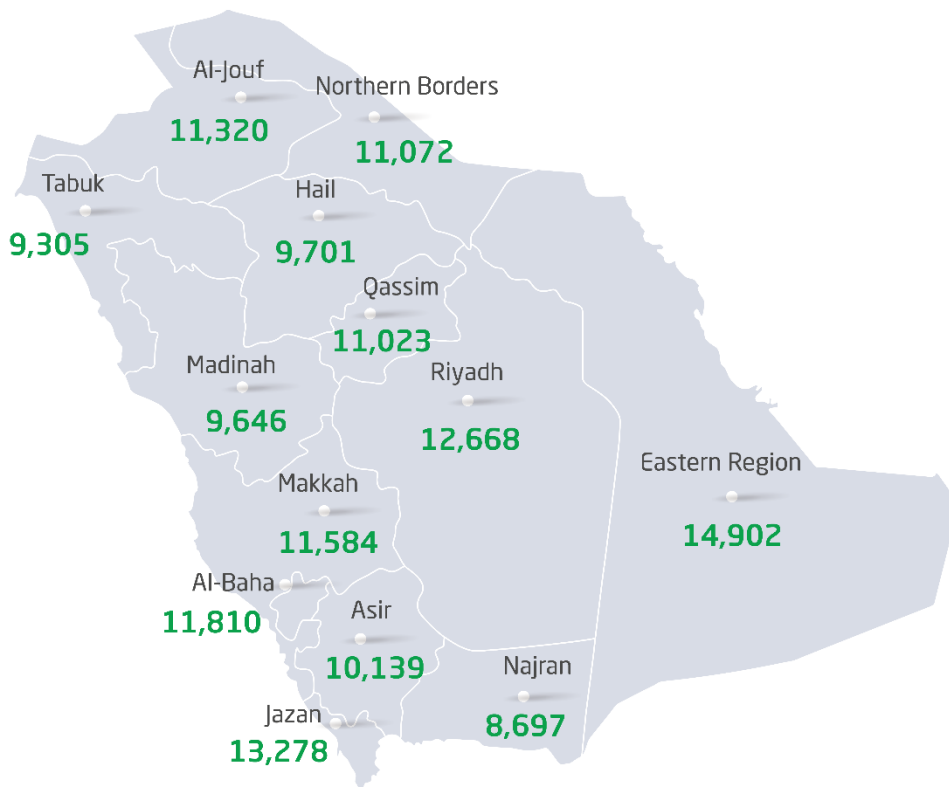 Al-Jouf
11,320
Northern Borders
11,072
Tabuk
9,305
Hail
9,701
Qassim
11,023
Madinah
9,646
Riyadh
12,668
Eastern Region
14,902
Makkah
11,584
Al-Baha
11,810
Asir
10,139
Najran
8,697
Jazan
13,278